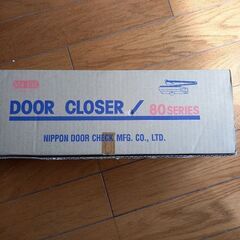 DOOR CLOSER
80 SERIES
NIPPON DOOR CHECK MFG. CO., LTD.